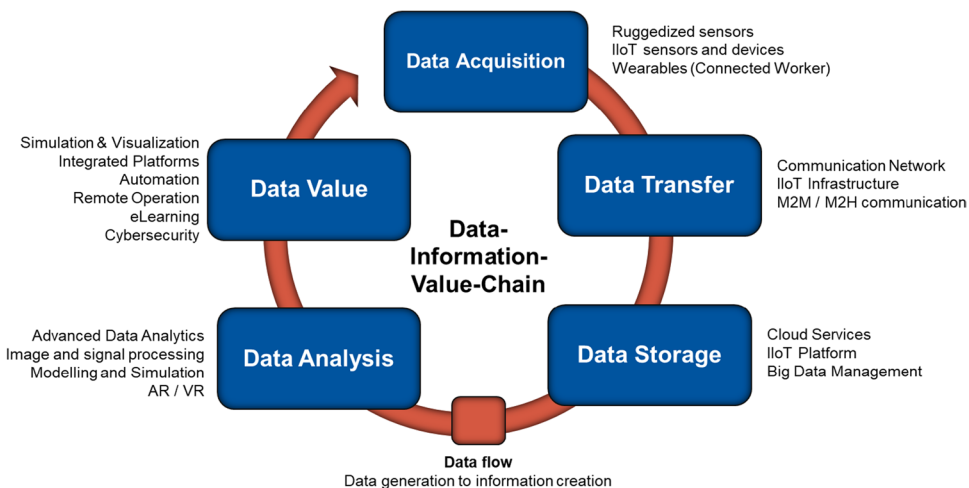 Data Acquisition
Ruggedized sensors
IIoT sensors and devices
Wearables (Connected Worker)
Data Transfer
Communication Network
IIoT Infrastructure
M2M / M2H communication
Data Storage
Cloud Services
IIoT Platform
Big Data Management
Data flow
Data generation to information creation
Data Analysis
Advanced Data Analytics
Image and signal processing
Modelling and Simulation
AR / VR
Data Value
Simulation & Visualization
Integrated Platforms
Automation
Remote Operation
eLearning
Cybersecurity
Data-
Information-
Value-Chain